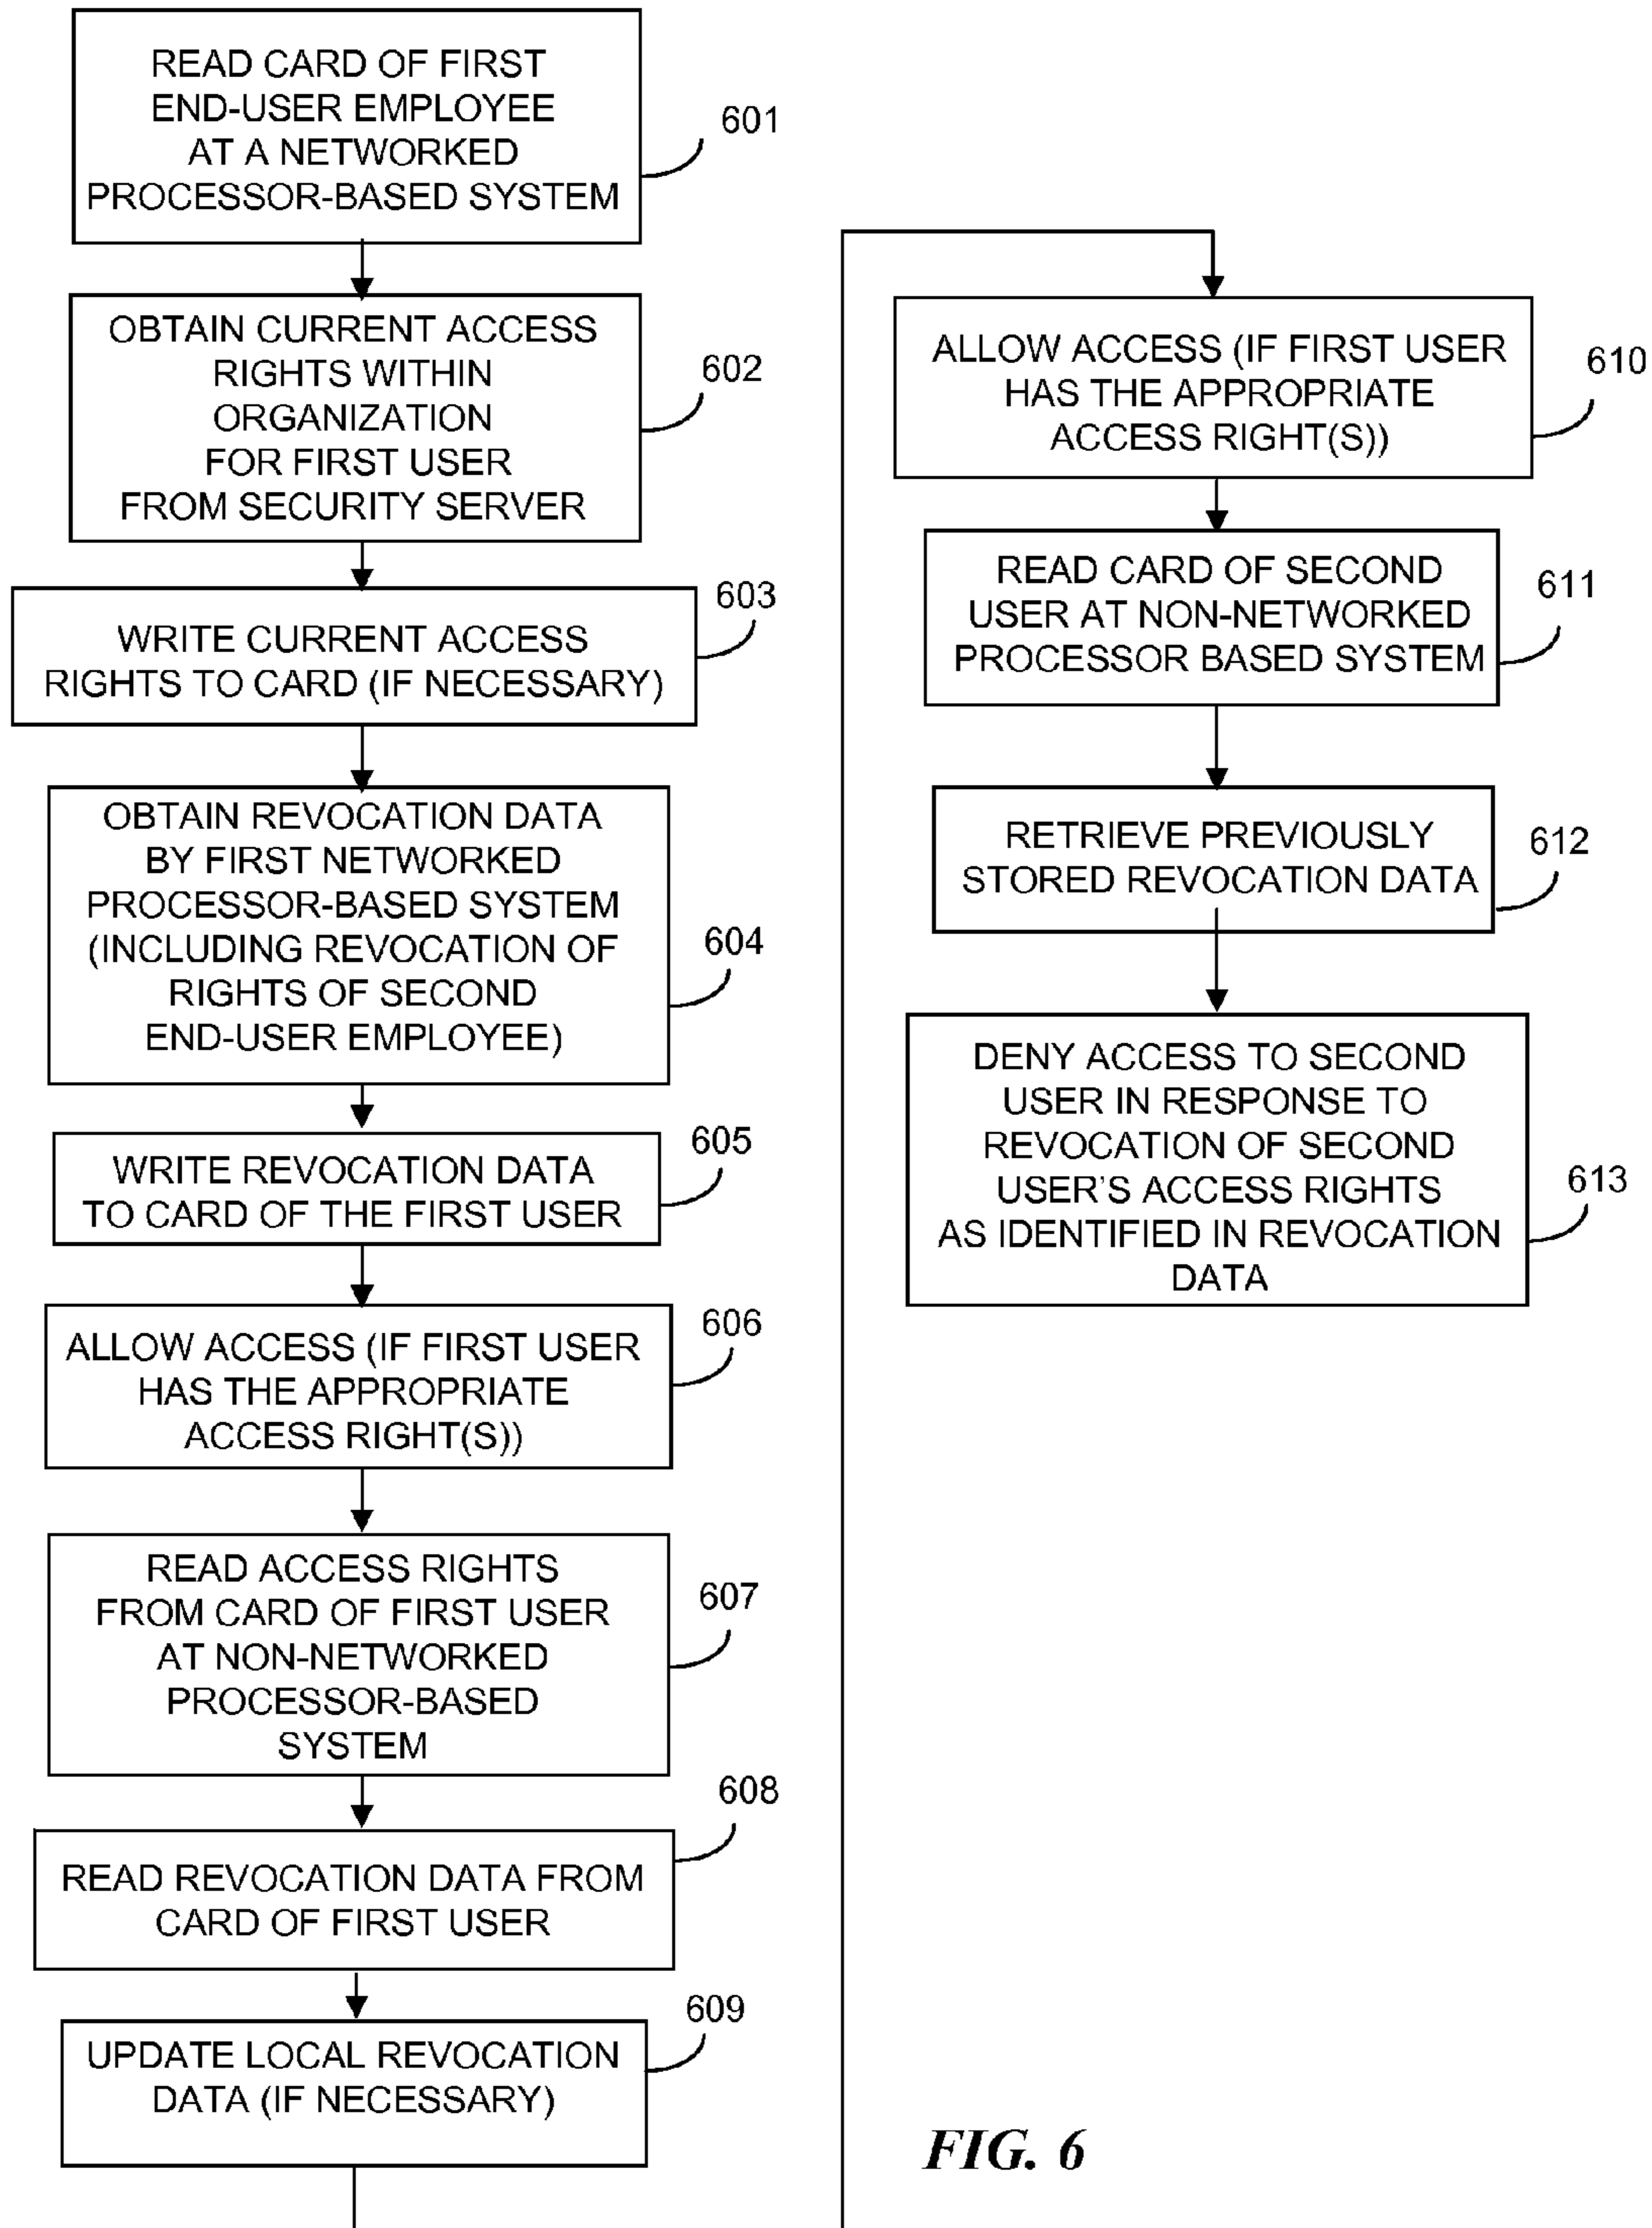 READ CARD OF FIRST
END-USER EMPLOYEE
AT A NETWORKED
PROCESSOR-BASED SYSTEM
601
OBTAIN CURRENT ACCESS
RIGHTS WITHIN
ORGANIZATION
FOR FIRST USER
FROM SECURITY SERVER
602
WRITE CURRENT ACCESS
RIGHTS TO CARD (IF NECESSARY)
603
OBTAIN REVOCATION DATA
BY FIRST NETWORKED
PROCESSOR-BASED SYSTEM
(INCLUDING REVOCATION OF
RIGHTS OF SECOND
END-USER EMPLOYEE)
604
WRITE REVOCATION DATA
TO CARD OF THE FIRST USER
605
ALLOW ACCESS (IF FIRST USER
HAS THE APPROPRIATE
ACCESS RIGHT(S))
606
READ ACCESS RIGHTS
FROM CARD OF FIRST USER
AT NON-NETWORKED
PROCESSOR-BASED
SYSTEM
607
READ REVOCATION DATA FROM
CARD OF FIRST USER
608
UPDATE LOCAL REVOCATION
DATA (IF NECESSARY)
609
ALLOW ACCESS (IF FIRST USER
HAS THE APPROPRIATE
ACCESS RIGHT(S))
610
READ CARD OF SECOND
USER AT NON-NETWORKED
PROCESSOR BASED SYSTEM
611
RETRIEVE PREVIOUSLY
STORED REVOCATION DATA
612
DENY ACCESS TO SECOND
USER IN RESPONSE TO
REVOCATION OF SECOND
USER'S ACCESS RIGHTS
AS IDENTIFIED IN REVOCATION
DATA
613
FIG. 6